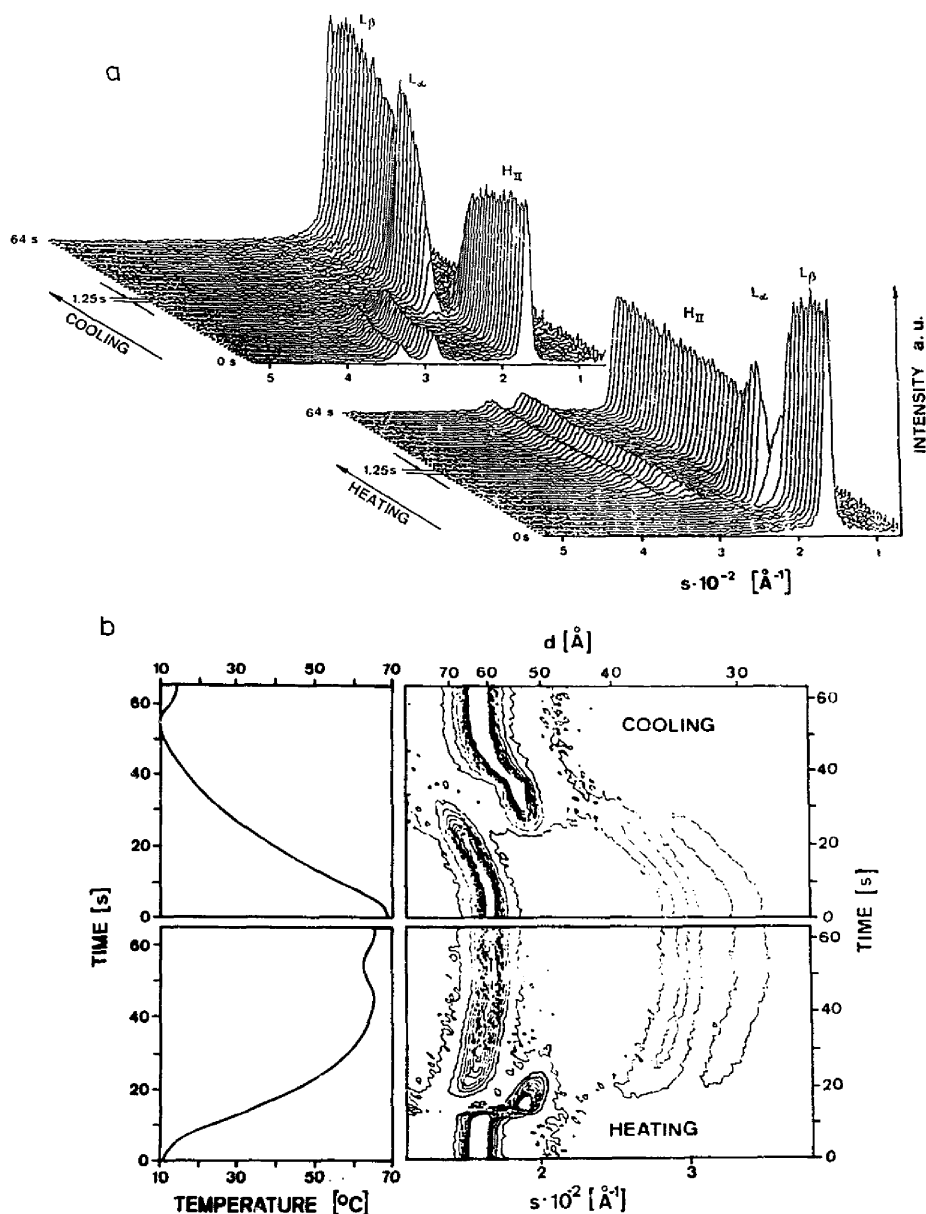 a
Lβ
Lα
HII
64 s
1.25 s
COOLING
0 s
5 4 3 2 1
HII
Lα
Lβ
64 s
1.25 s
HEATING
0 s
5 4 3 2 1
s·10⁻² [Å⁻¹]
INTENSITY a.u.
b
d [Å]
10 30 50 70
70 60 50 40 30
60
40
20
0
COOLING
60
40
20
0
TIME [s]
60
40
20
0
HEATING
60
40
20
0
TIME [s]
10 30 50 70
2 3
TEMPERATURE [°C]
s·10⁻² [Å⁻¹]